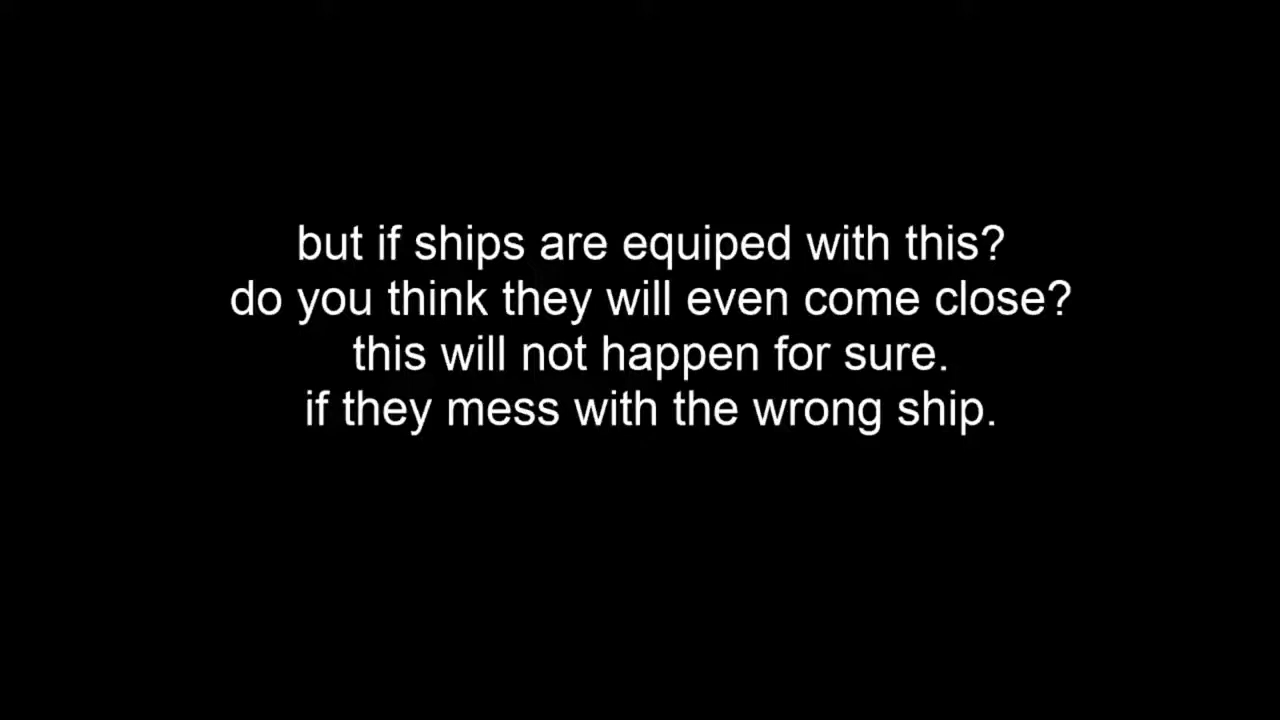 but if ships are equiped with this?
do you think they will even come close?
this will not happen for sure.
if they mess with the wrong ship.